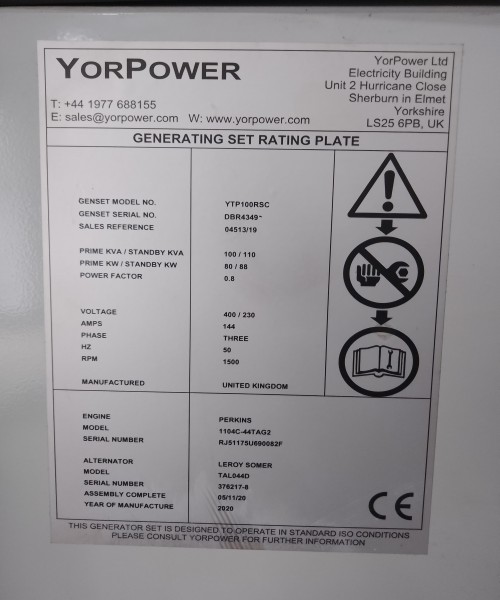 YORPOWER
YorPower Ltd
Electricity Building
Unit 2 Hurricane Close
Sherburn in Elmet
Yorkshire
LS25 6PB, UK
T: +44 1977 688155
E: sales@yorpower.com W: www.yorpower.com
GENERATING SET RATING PLATE
GENSET MODEL NO. YTP100RSC
GENSET SERIAL NO. DBR4349~
SALES REFERENCE 04513/19
PRIME KVA / STANDBY KVA 100 / 110
PRIME KW / STANDBY KW 80 / 88
POWER FACTOR 0.8
VOLTAGE 400 / 230
AMPS 144
PHASE THREE
HZ 50
RPM 1500
MANUFACTURED UNITED KINGDOM
ENGINE PERKINS
MODEL 1104C-44TAG2
SERIAL NUMBER RJ51175U690082F
ALTERNATOR LEROY SOMER
MODEL TAL044D
SERIAL NUMBER 376217-8
ASSEMBLY COMPLETE 05/11/20
YEAR OF MANUFACTURE 2020
CE
THIS GENERATOR SET IS DESIGNED TO OPERATE IN STANDARD ISO CONDITIONS
PLEASE CONSULT YORPOWER FOR FURTHER INFORMATION